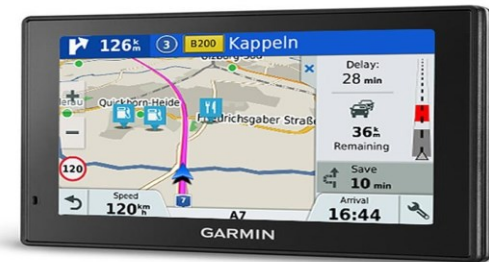 126 km 3 B200 Kappeln
Delay:
28 min
Quickborn-Heide
Friedrichsgaber Straße
36 km
Remaining
120
Save
10 min
Speed
120 km h
7
A7
Arrival
16:44
GARMIN